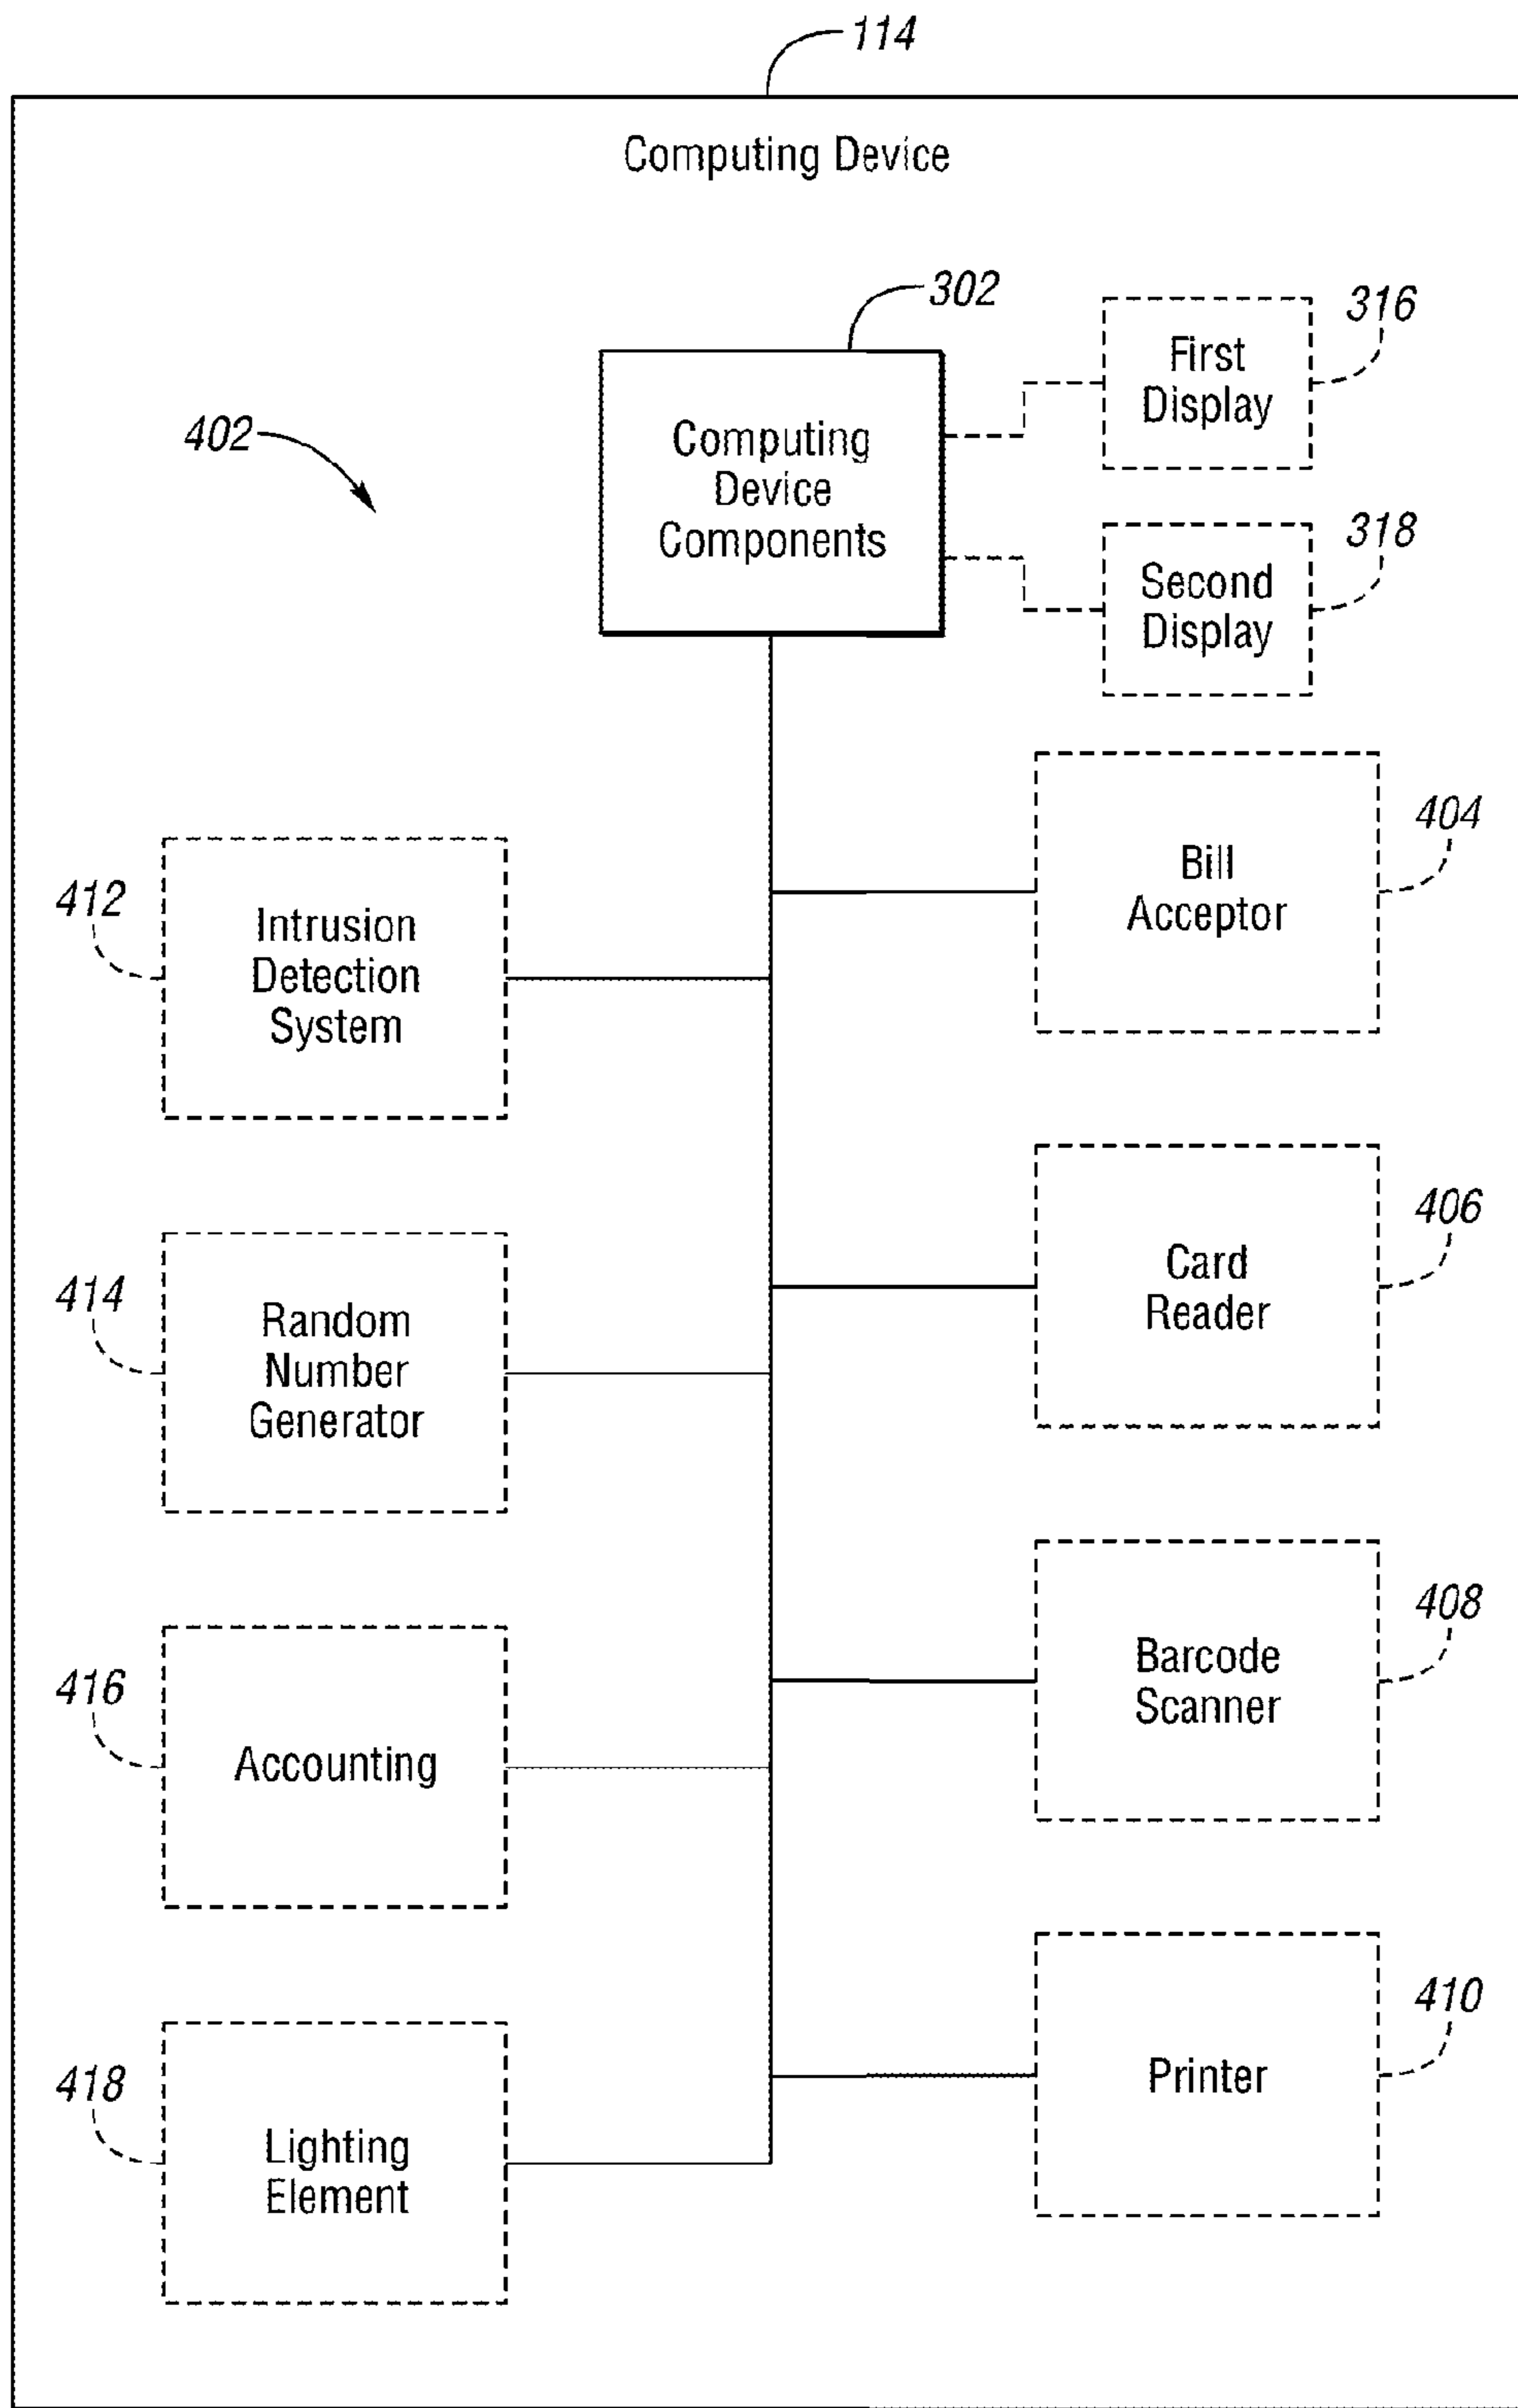 114
Computing Device
302
316
First
Display
402
Computing
Device
Components
318
Second
Display
404
Bill
Acceptor
412
Intrusion
Detection
System
406
Card
Reader
414
Random
Number
Generator
408
Barcode
Scanner
416
Accounting
410
Printer
418
Lighting
Element